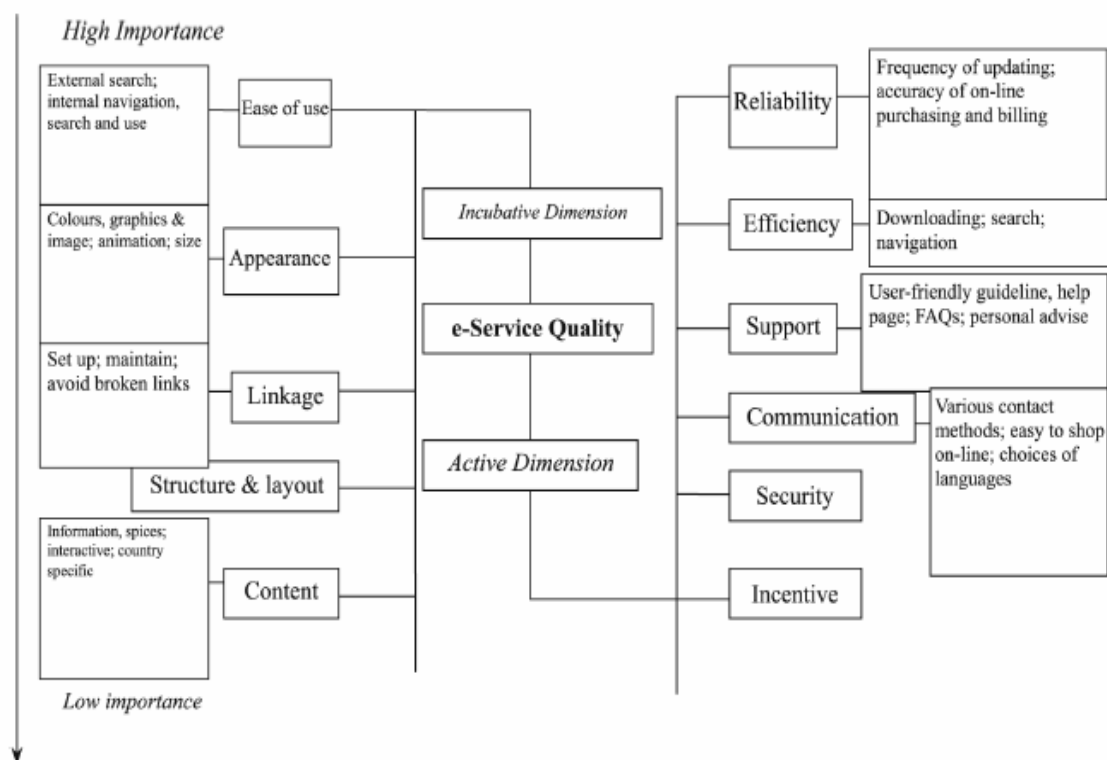 High Importance
External search;
internal navigation,
search and use
Ease of use
Colours, graphics &
image; animation; size
Appearance
Set up; maintain;
avoid broken links
Linkage
Structure & layout
Information, spices;
interactive; country
specific
Content
Low importance
Incubative Dimension
e-Service Quality
Active Dimension
Reliability
Frequency of updating;
accuracy of on-line
purchasing and billing
Efficiency
Downloading; search;
navigation
Support
User-friendly guideline, help
page; FAQs; personal advise
Communication
Various contact
methods; easy to shop
on-line; choices of
languages
Security
Incentive